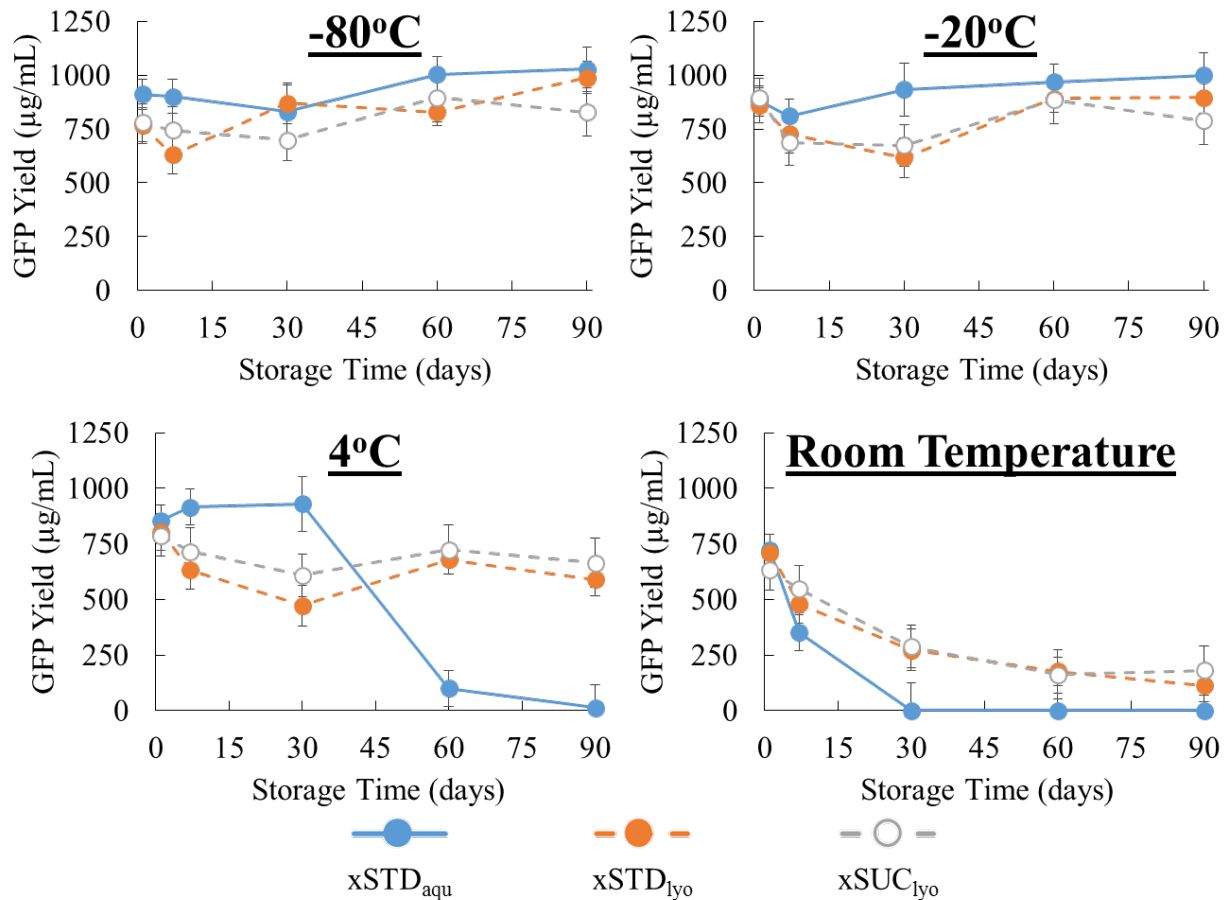 -80°C
1250
1000
750
500
250
0
GFP Yield (µg/mL)
0 15 30 45 60 75 90
Storage Time (days)
-20°C
1250
1000
750
500
250
0
GFP Yield (µg/mL)
0 15 30 45 60 75 90
Storage Time (days)
4°C
1250
1000
750
500
250
0
GFP Yield (µg/mL)
0 15 30 45 60 75 90
Storage Time (days)
Room Temperature
1250
1000
750
500
250
0
GFP Yield (µg/mL)
0 15 30 45 60 75 90
Storage Time (days)
xSTDaqu xSTDlyo xSUClyo